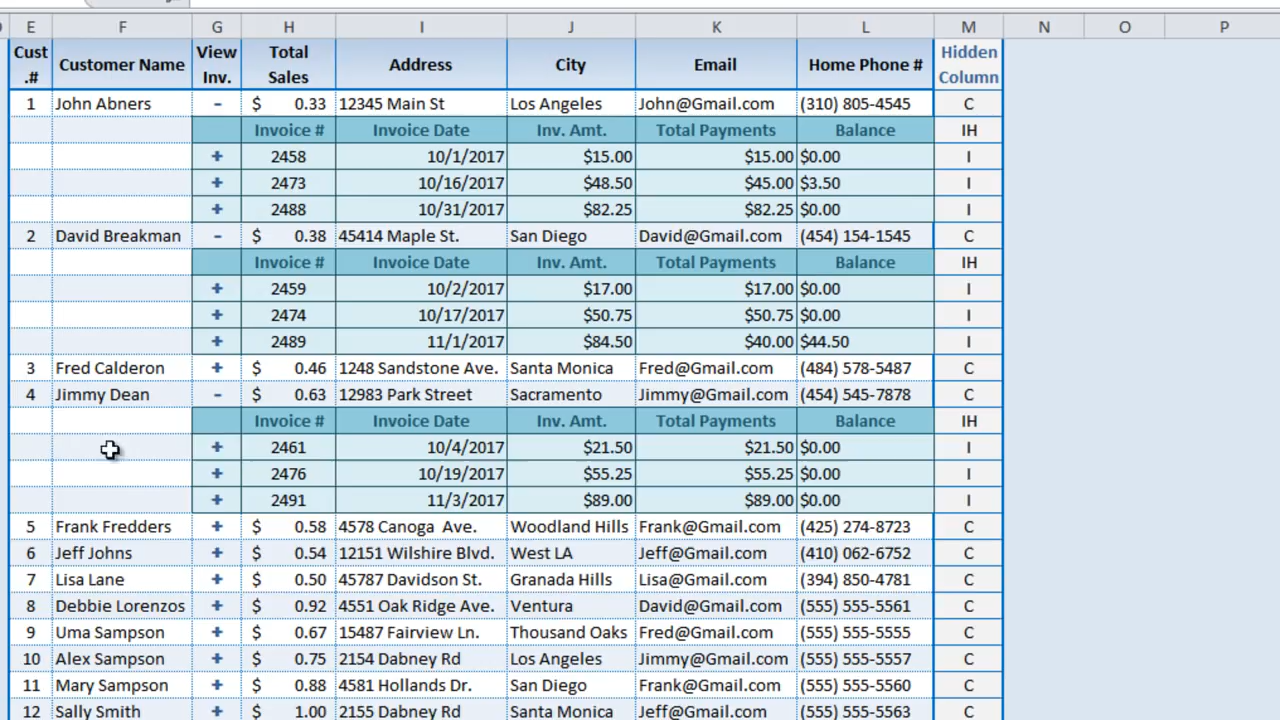 E F G H I J K L M N O P
Cust .# Customer Name View Inv. Total Sales Address City Email Home Phone # Hidden Column
1 John Abners - $ 0.33 12345 Main St Los Angeles John@Gmail.com (310) 805-4545 C
Invoice # Invoice Date Inv. Amt. Total Payments Balance IH
+ 2458 10/1/2017 $15.00 $15.00 $0.00 I
+ 2473 10/16/2017 $48.50 $45.00 $3.50 I
+ 2488 10/31/2017 $82.25 $82.25 $0.00 I
2 David Breakman - $ 0.38 45414 Maple St. San Diego David@Gmail.com (454) 154-1545 C
Invoice # Invoice Date Inv. Amt. Total Payments Balance IH
+ 2459 10/2/2017 $17.00 $17.00 $0.00 I
+ 2474 10/17/2017 $50.75 $50.75 $0.00 I
+ 2489 11/1/2017 $84.50 $40.00 $44.50 I
3 Fred Calderon + $ 0.46 1248 Sandstone Ave. Santa Monica Fred@Gmail.com (484) 578-5487 C
4 Jimmy Dean - $ 0.63 12983 Park Street Sacramento Jimmy@Gmail.com (454) 545-7878 C
Invoice # Invoice Date Inv. Amt. Total Payments Balance IH
+ 2461 10/4/2017 $21.50 $21.50 $0.00 I
+ 2476 10/19/2017 $55.25 $55.25 $0.00 I
+ 2491 11/3/2017 $89.00 $89.00 $0.00 I
5 Frank Fredders + $ 0.58 4578 Canoga Ave. Woodland Hills Frank@Gmail.com (425) 274-8723 C
6 Jeff Johns + $ 0.54 12151 Wilshire Blvd. West LA Jeff@Gmail.com (410) 062-6752 C
7 Lisa Lane + $ 0.50 45787 Davidson St. Granada Hills Lisa@Gmail.com (394) 850-4781 C
8 Debbie Lorenzos + $ 0.92 4551 Oak Ridge Ave. Ventura David@Gmail.com (555) 555-5561 C
9 Uma Sampson + $ 0.67 15487 Fairview Ln. Thousand Oaks Fred@Gmail.com (555) 555-5555 C
10 Alex Sampson + $ 0.75 2154 Dabney Rd Los Angeles Jimmy@Gmail.com (555) 555-5557 C
11 Mary Sampson + $ 0.88 4581 Hollands Dr. San Diego Frank@Gmail.com (555) 555-5560 C
12 Sally Smith + $ 1.00 2155 Dabney Rd Santa Monica Jeff@Gmail.com (555) 555-5563 C